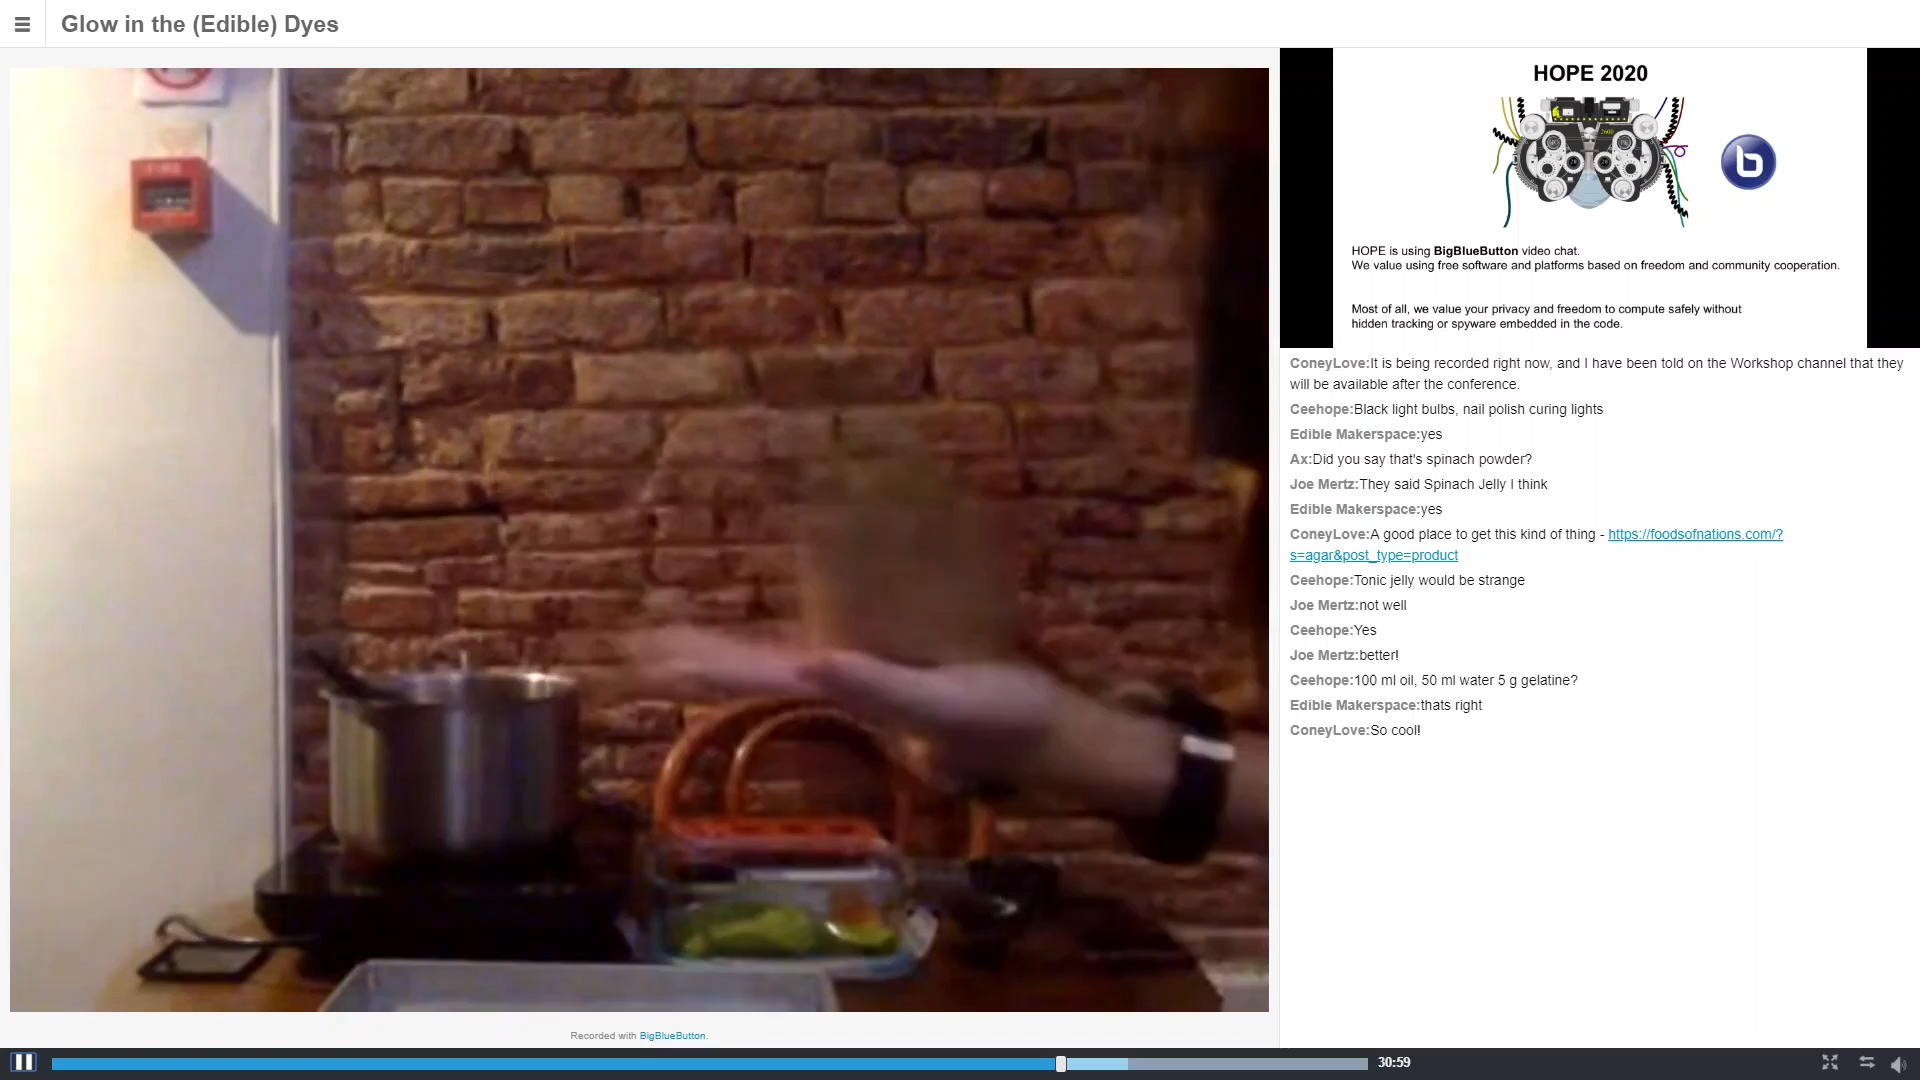 Glow in the (Edible) Dyes
HOPE 2020
2600
HOPE is using BigBlueButton video chat.
We value using free software and platforms based on freedom and community cooperation.
Most of all, we value your privacy and freedom to compute safely without
hidden tracking or spyware embedded in the code.
ConeyLove:It is being recorded right now, and I have been told on the Workshop channel that they
will be available after the conference.
Ceehope:Black light bulbs, nail polish curing lights
Edible Makerspace:yes
Ax:Did you say that's spinach powder?
Joe Mertz:They said Spinach Jelly I think
Edible Makerspace:yes
ConeyLove:A good place to get this kind of thing - https://foodsofnations.com/?
s=agar&post_type=product
Ceehope:Tonic jelly would be strange
Joe Mertz:not well
Ceehope:Yes
Joe Mertz:better!
Ceehope:100 ml oil, 50 ml water 5 g gelatine?
Edible Makerspace:thats right
ConeyLove:So cool!
Recorded with BigBlueButton.
30:59